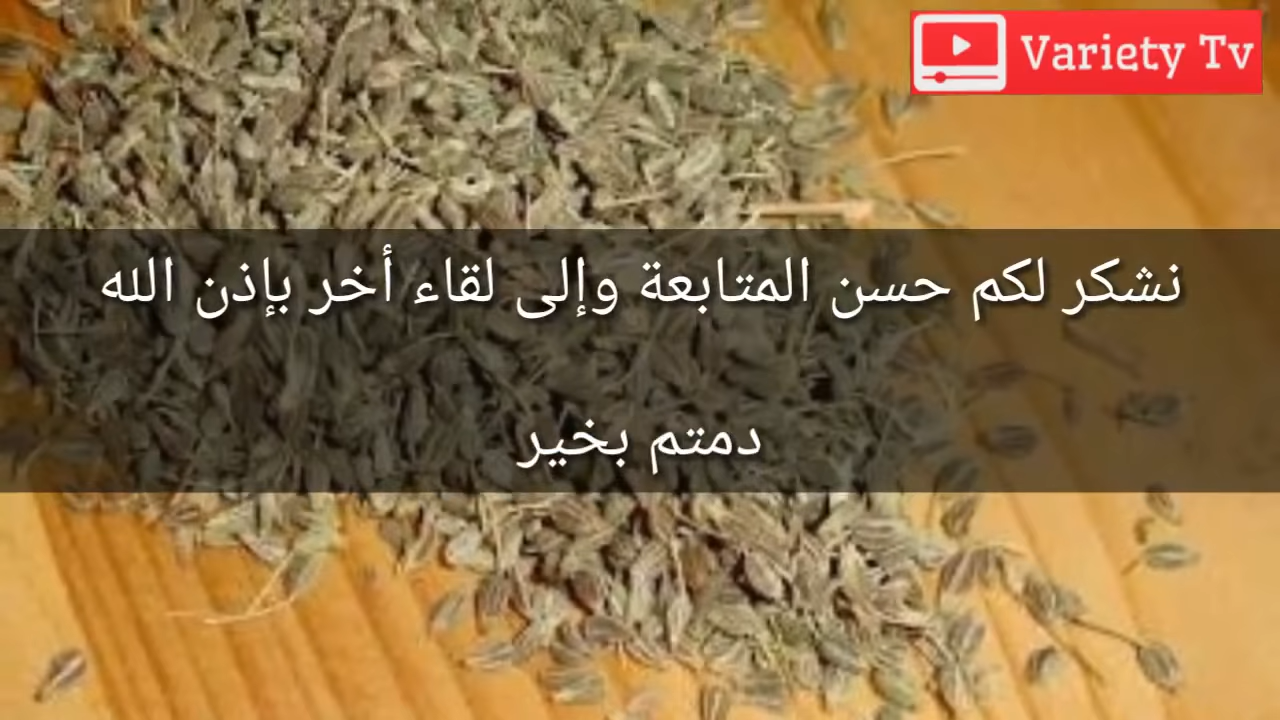 Variety Tv
نشكر لكم حسن المتابعة وإلى لقاء أخر بإذن الله
دمتم بخير